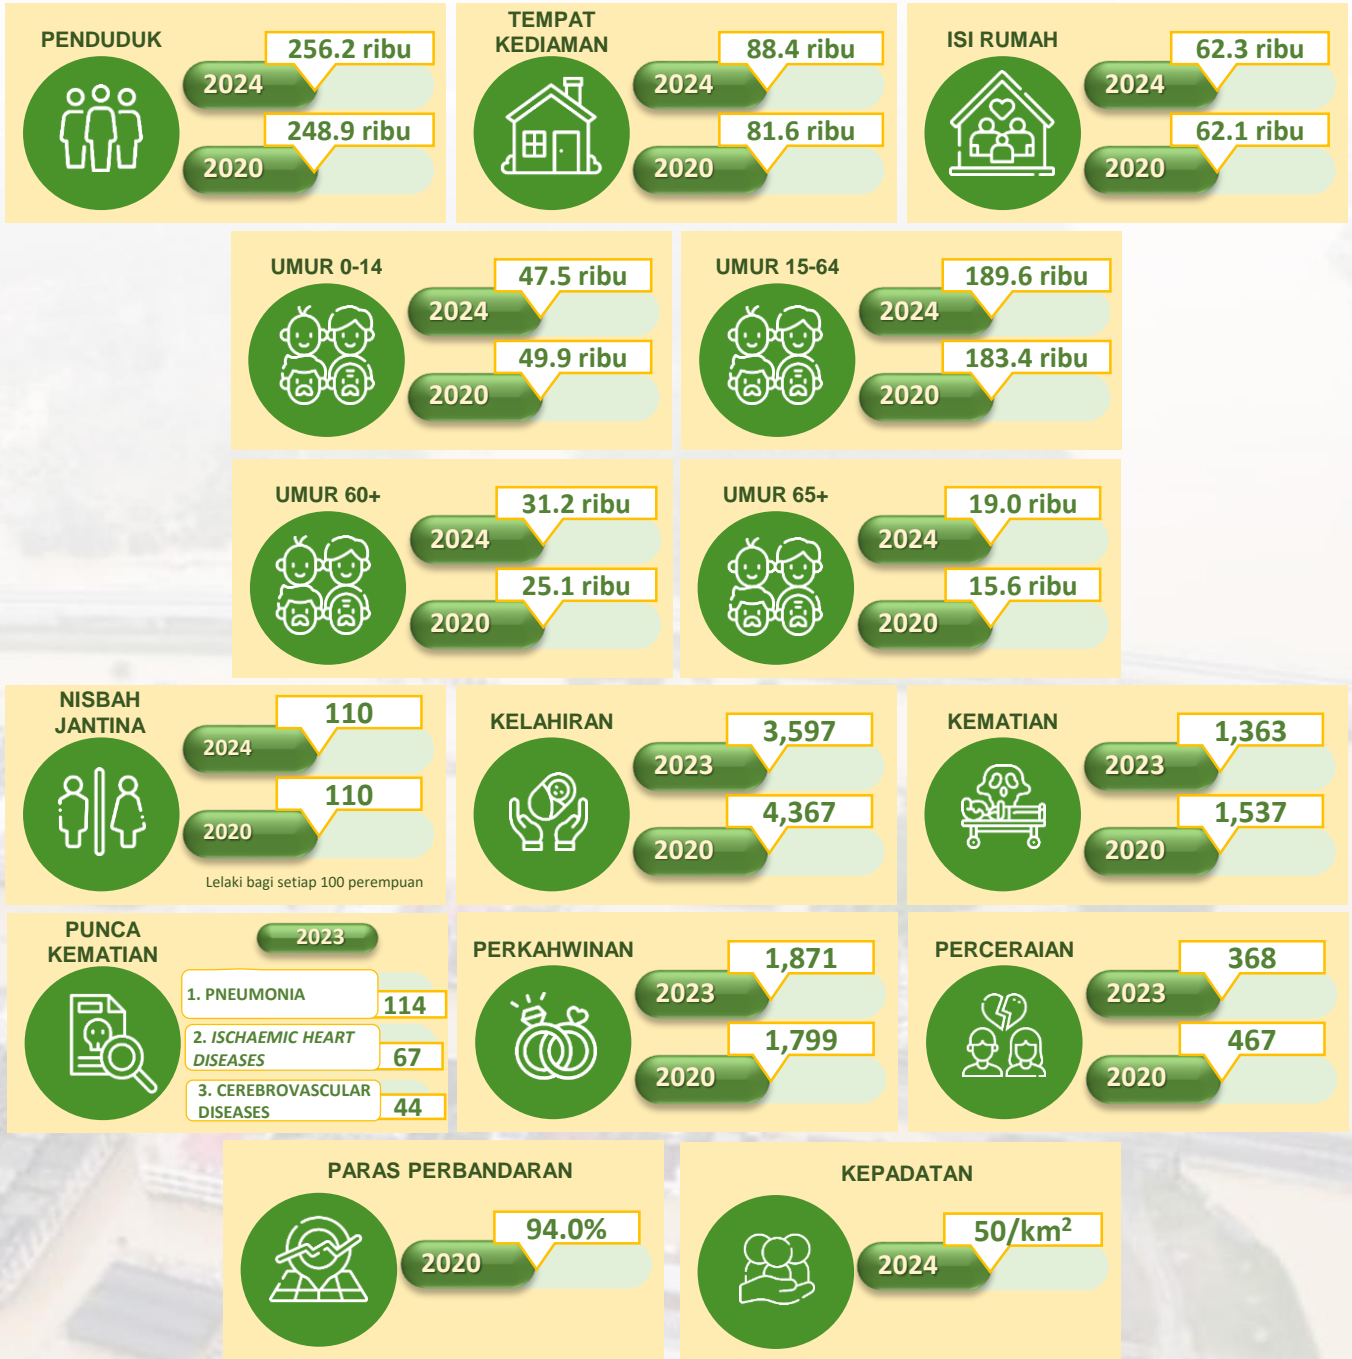 PENDUDUK
256.2 ribu
2024
248.9 ribu
2020
TEMPAT
KEDIAMAN
88.4 ribu
2024
81.6 ribu
2020
ISI RUMAH
62.3 ribu
2024
62.1 ribu
2020
UMUR 0-14
47.5 ribu
2024
49.9 ribu
2020
UMUR 15-64
189.6 ribu
2024
183.4 ribu
2020
UMUR 60+
31.2 ribu
2024
25.1 ribu
2020
UMUR 65+
19.0 ribu
2024
15.6 ribu
2020
NISBAH
JANTINA
110
2024
110
2020
Lelaki bagi setiap 100 perempuan
KELAHIRAN
3,597
2023
4,367
2020
KEMATIAN
1,363
2023
1,537
2020
PUNCA
KEMATIAN
2023
1. PNEUMONIA
114
2. ISCHAEMIC HEART
DISEASES
67
3. CEREBROVASCULAR
DISEASES
44
PERKAHWINAN
1,871
2023
1,799
2020
PERCERAIAN
368
2023
467
2020
PARAS PERBANDARAN
94.0%
2020
KEPADATAN
50/km²
2024